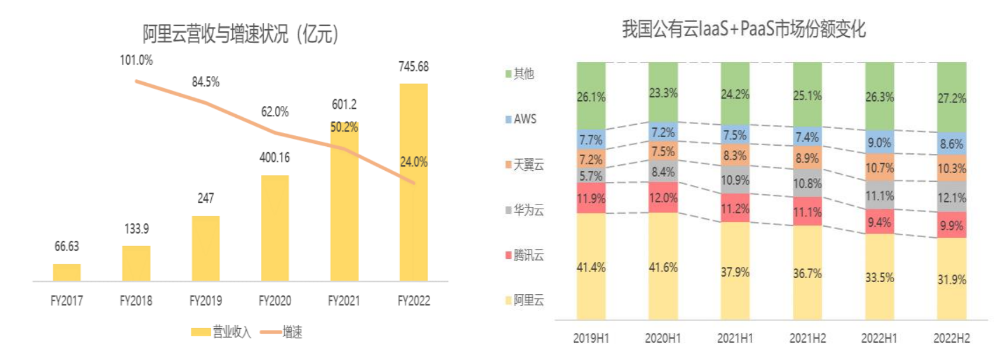 阿里云营收与增速状况（亿元）
101.0%
84.5%
62.0%
50.2%
24.0%
66.63
133.9
247
400.16
601.2
745.68
FY2017 FY2018 FY2019 FY2020 FY2021 FY2022
营业收入 增速
我国公有云IaaS+PaaS市场份额变化
其他
AWS
天翼云
华为云
腾讯云
阿里云
26.1% 23.3% 24.2% 25.1% 26.3% 27.2%
7.7% 7.2% 7.5% 7.4% 9.0% 8.6%
7.2% 7.5% 8.3% 8.9% 10.7% 10.3%
5.7% 8.4% 10.9% 10.8% 11.1% 12.1%
11.9% 12.0% 11.2% 11.1% 9.4% 9.9%
41.4% 41.6% 37.9% 36.7% 33.5% 31.9%
2019H1 2020H1 2021H1 2021H2 2022H1 2022H2